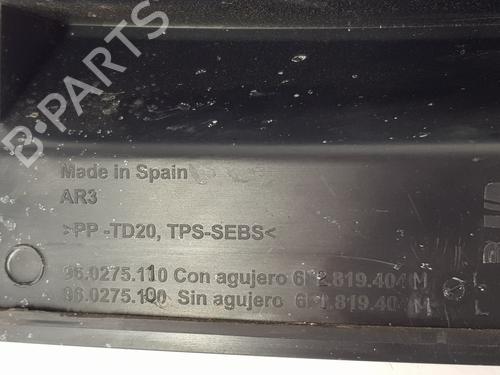 B-PARTS
Made in Spain
AR3
>PP -TD20, TPS-SEBS<
96.0275.110 Con agujero
96.0275.100 Sin agujero